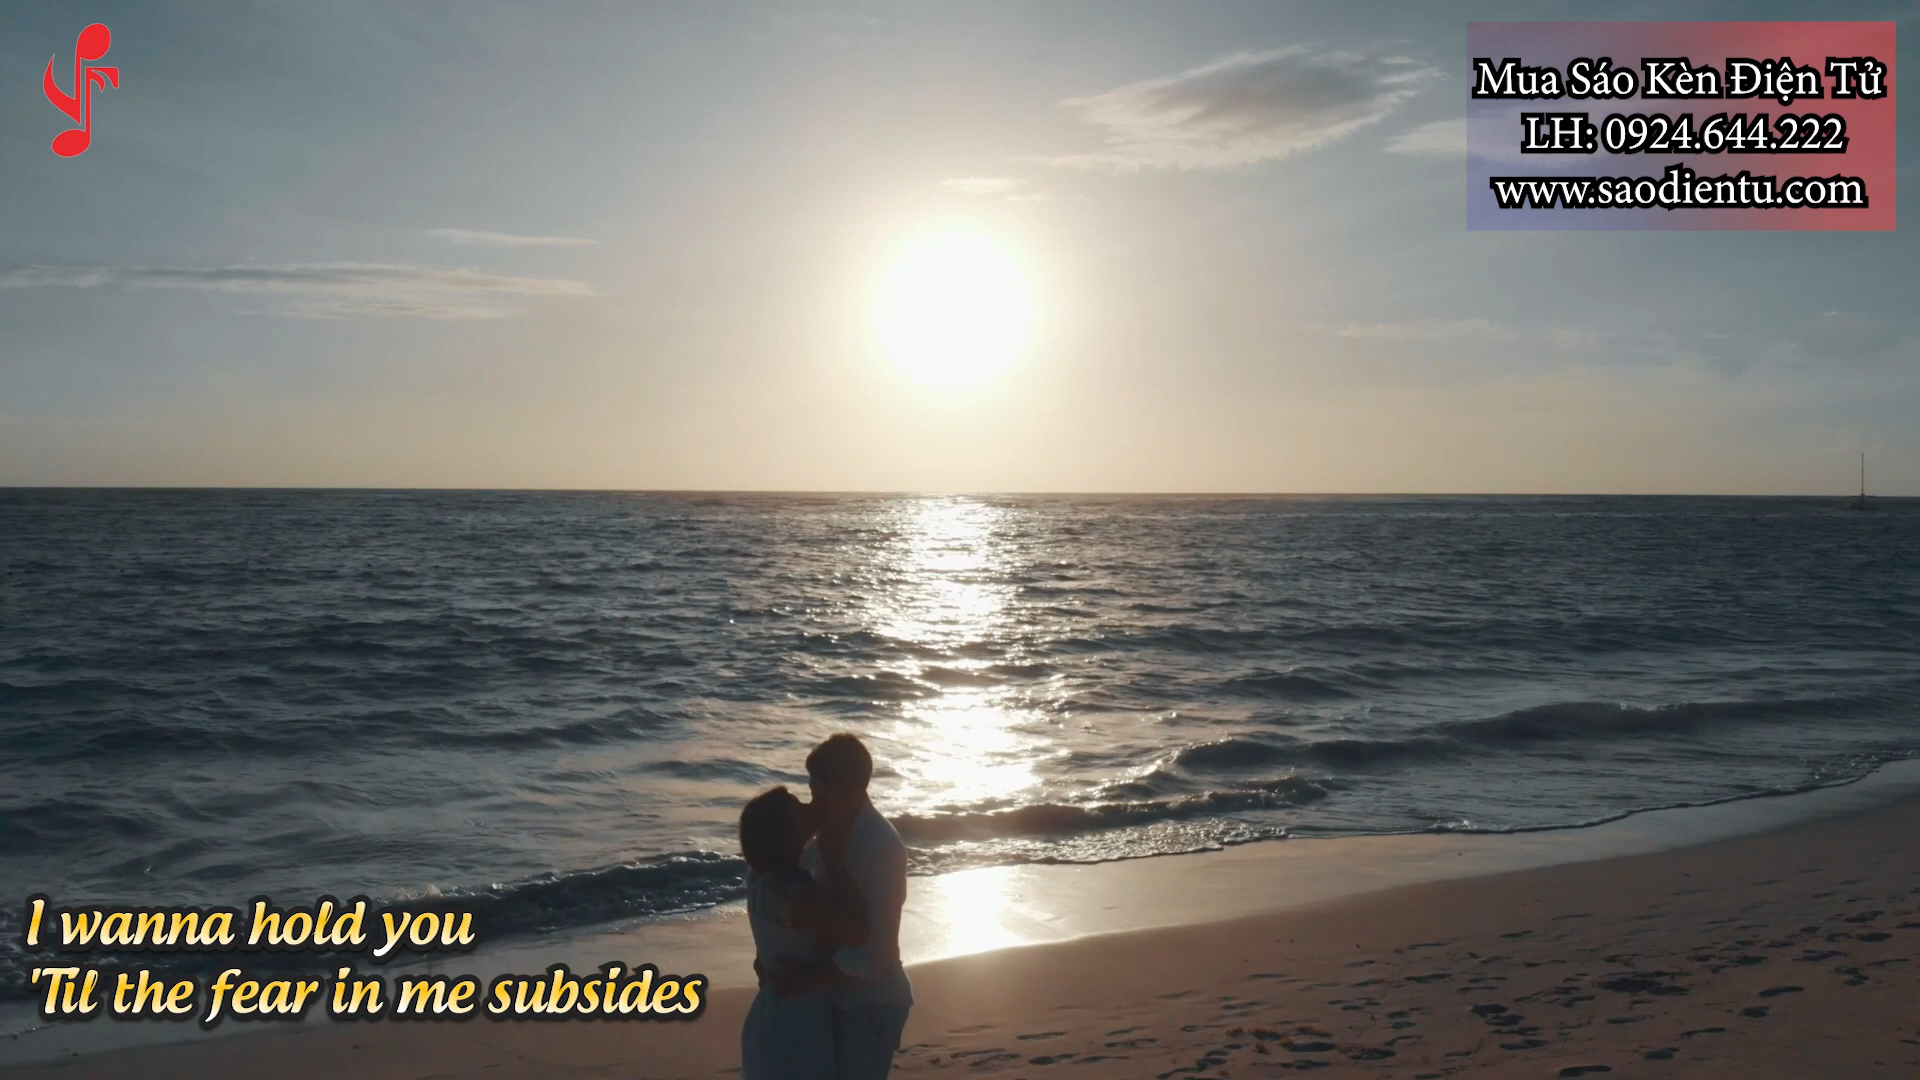 Mua Sáo Kèn Điện Tử
LH: 0924.644.222
www.saodientu.com
I wanna hold you
'Til the fear in me subsides